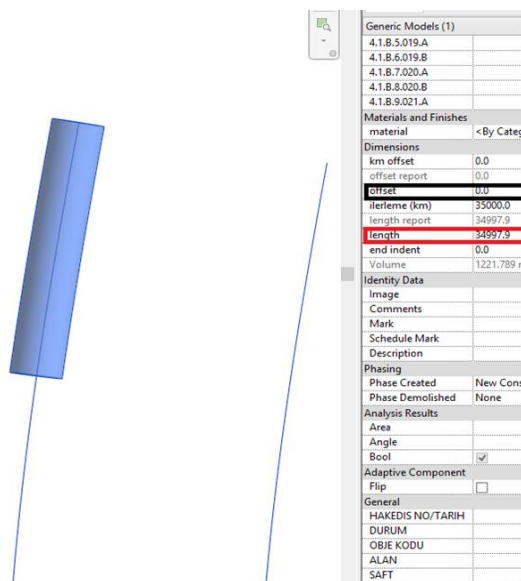 Generic Models (1)
4.1.B.5.019.A
4.1.B.6.019.B
4.1.B.7.020.A
4.1.B.8.020.B
4.1.B.9.021.A
Materials and Finishes
material <By Categ
Dimensions
km offset 0.0
offset report 0.0
offset 0.0
ilerleme (km) 35000.0
length report 34997.9
length 34997.9
end indent 0.0
Volume 1221.789 m
Identity Data
Image
Comments
Mark
Schedule Mark
Description
Phasing
Phase Created New Cons
Phase Demolished None
Analysis Results
Area
Angle
Bool
Adaptive Component
Flip
General
HAKEDIS NO/TARIH
DURUM
OBJE KODU
ALAN
SAFT